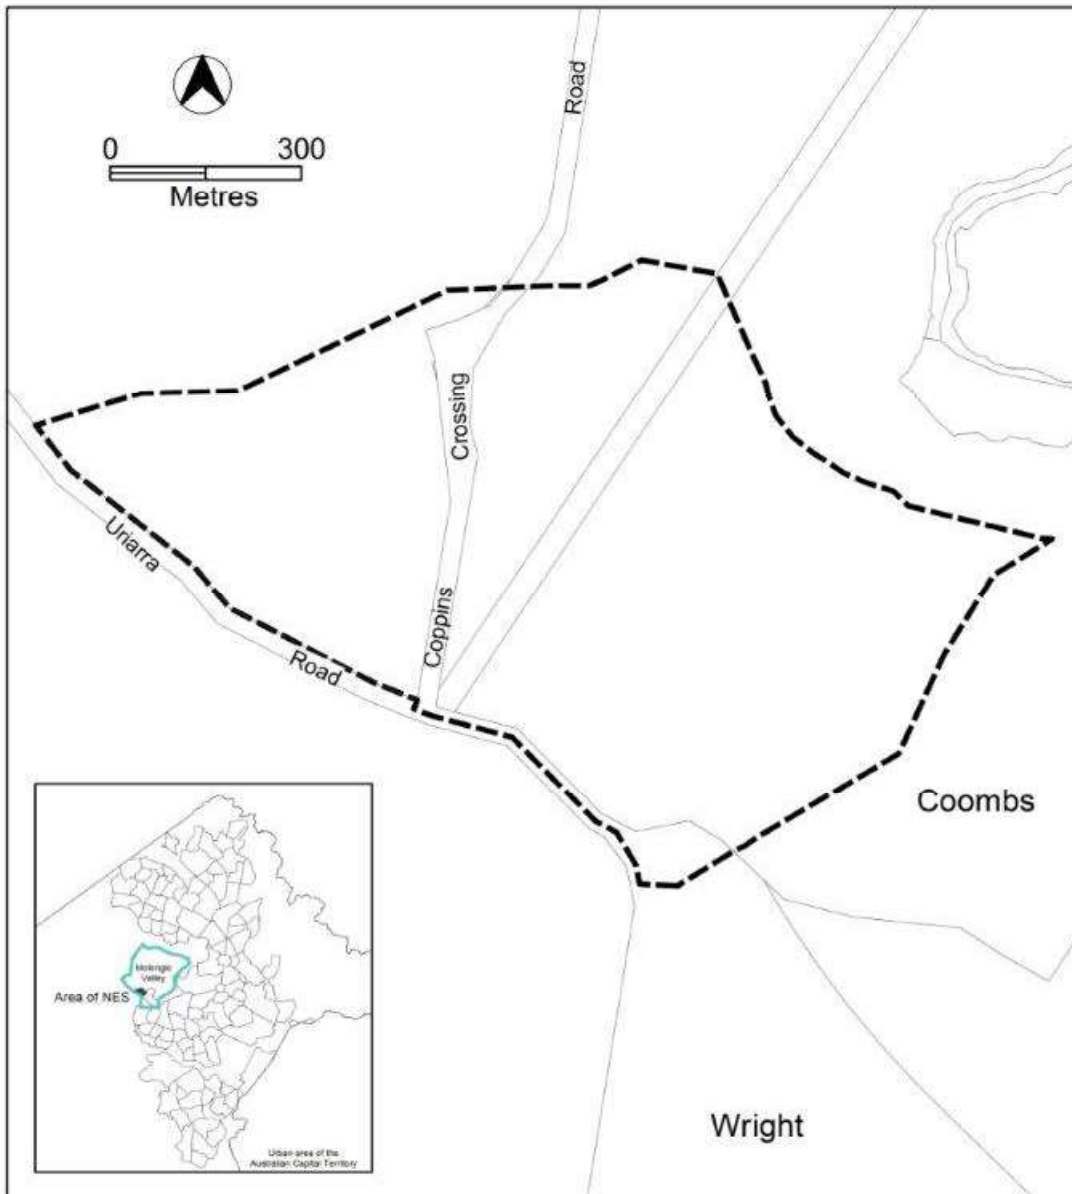 0 300
Metres
Road
Crossing
Uriarra
Coppins
Road
Coombs
Wright
Molonglo
Valley
Area of NES
Urban area of the
Australian Capital Territory